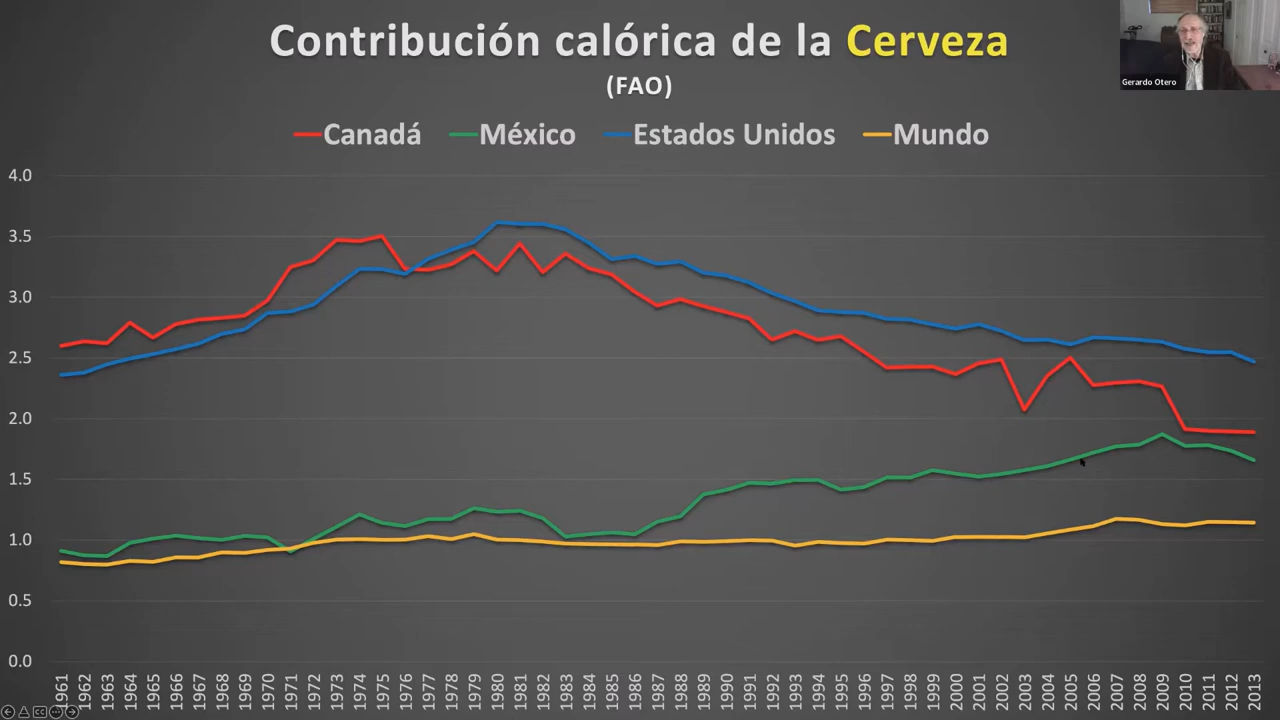 Contribución calórica de la Cerveza
(FAO)
Gerardo Otero
Canadá México Estados Unidos Mundo
4.0
3.5
3.0
2.5
2.0
1.5
1.0
0.5
0.0
1961 1962 1963 1964 1965 1966 1967 1968 1969 1970 1971 1972 1973 1974 1975 1976 1977 1978 1979 1980 1981 1982 1983 1984 1985 1986 1987 1988 1989 1990 1991 1992 1993 1994 1995 1996 1997 1998 1999 2000 2001 2002 2003 2004 2005 2006 2007 2008 2009 2010 2011 2012 2013
CC